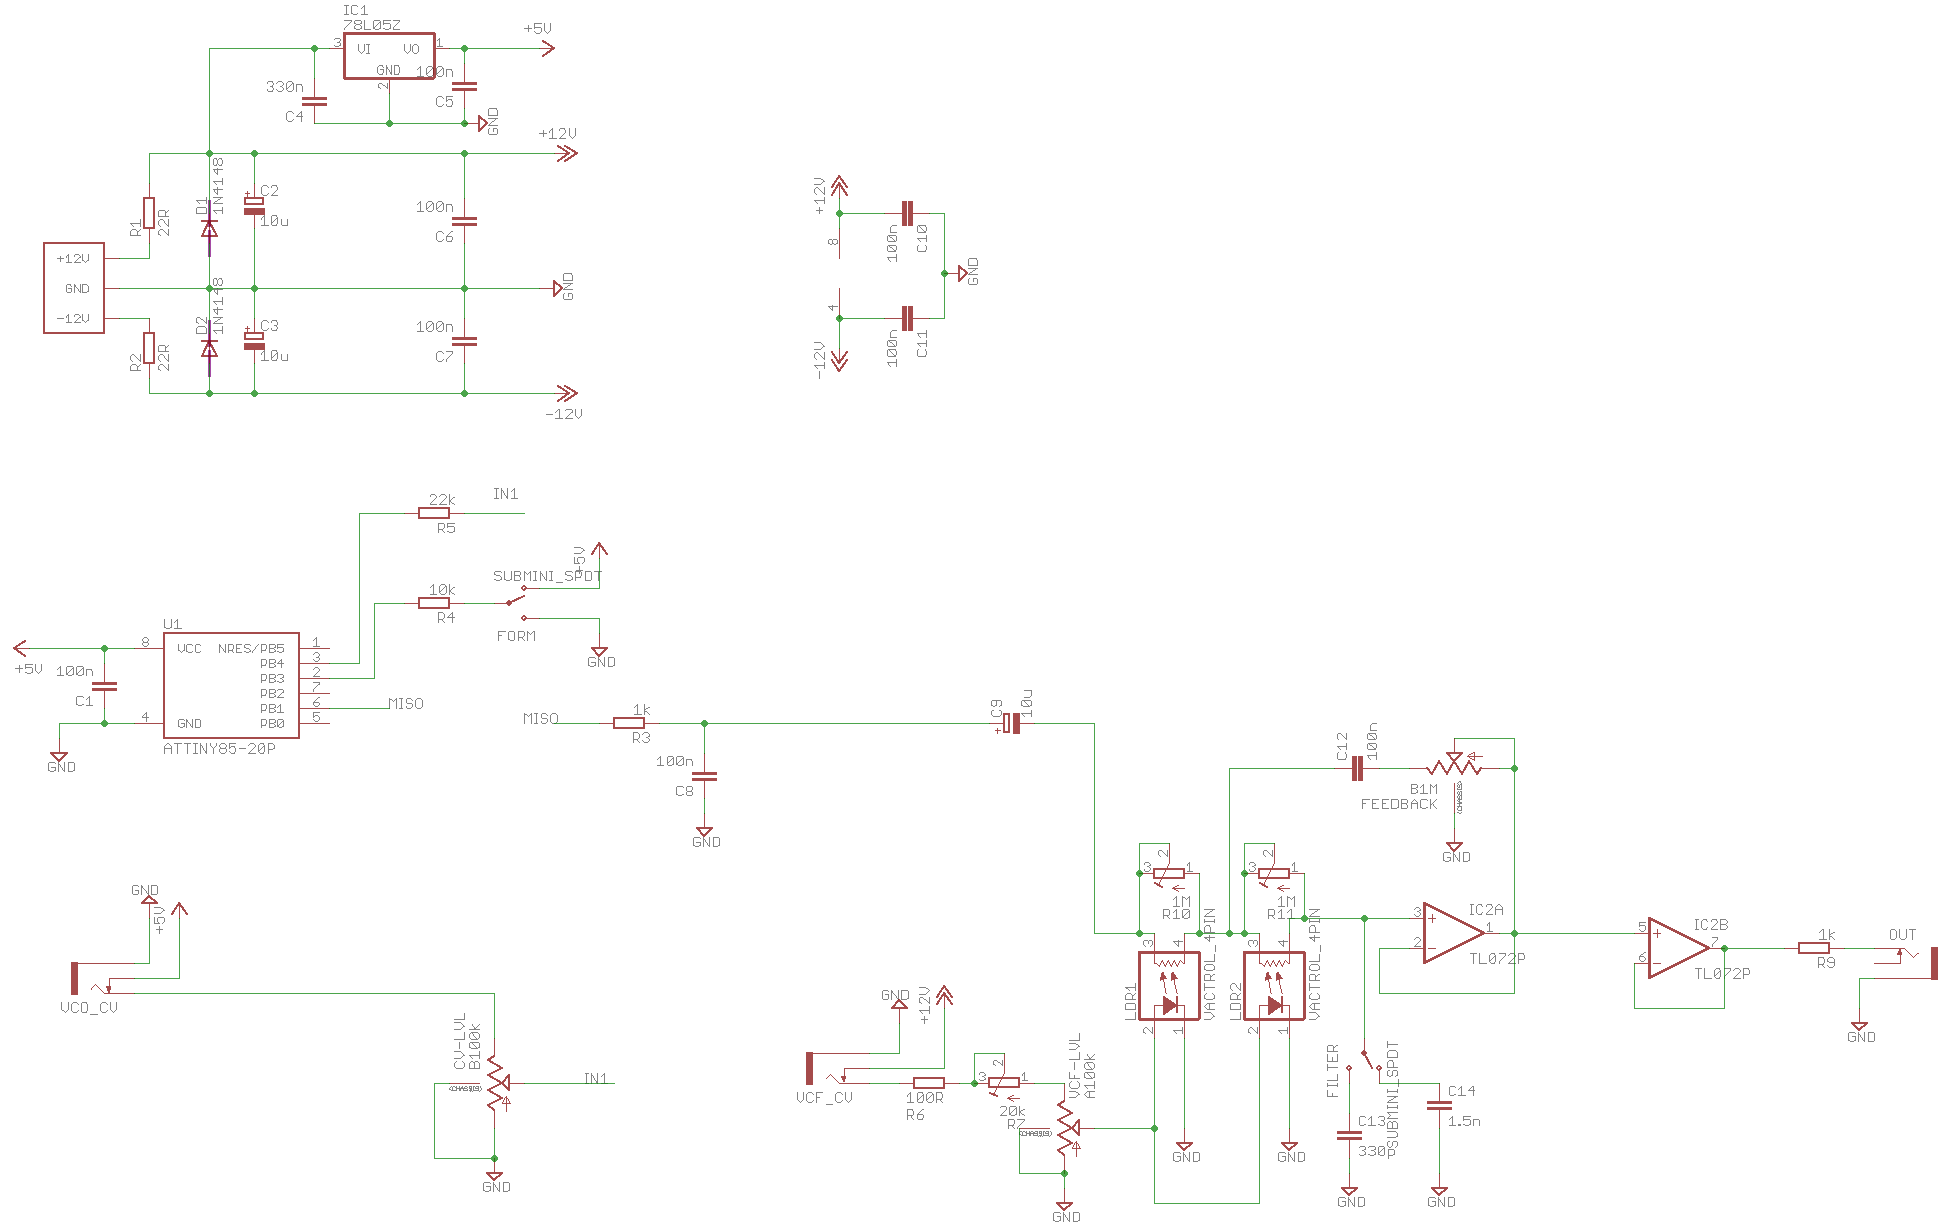 IC1
78L05Z
3
VI
VO
1
GND
2
+5V
330n
C4
100n
C5
GND
+12V
1N4148
D1
C2
10u
R1
22R
100n
C6
+12V
GND
-12V
GND
1N4148
D2
C3
10u
R2
22R
100n
C7
-12V
+12V
8
100n
C10
GND
4
100n
C11
-12V
22k
R5
IN1
+5V
SUBMINI_SPDT
10k
R4
FORM
GND
U1
+5V
100n
C1
8
VCC
4
GND
NRES/PB5
1
PB4
3
PB3
2
PB2
7
PB1
6
PB0
5
MISO
ATTINY85-20P
GND
MISO
1k
R3
100n
C8
GND
C9
10u
C12
100n
B1M
FEEDBACK
(CHASSIS)
GND
GND
+5V
VCO_CV
CV-LVL
B100k
(CHASSIS)
IN1
GND
GND
+12V
VCF_CV
100R
R6
3
2
1
20k
R7
VCF-LVL
A100k
(CHASSIS)
GND
3
2
1
1M
R10
3
2
1
1M
R11
3
4
LDR1
VACTROL_4PIN
2
1
GND
3
4
LDR2
VACTROL_4PIN
2
1
GND
IC2A
3
+
2
-
1
TL072P
FILTER
SUBMINI_SPDT
C13
330p
GND
C14
1.5n
GND
IC2B
5
+
6
-
7
TL072P
1k
R9
OUT
GND